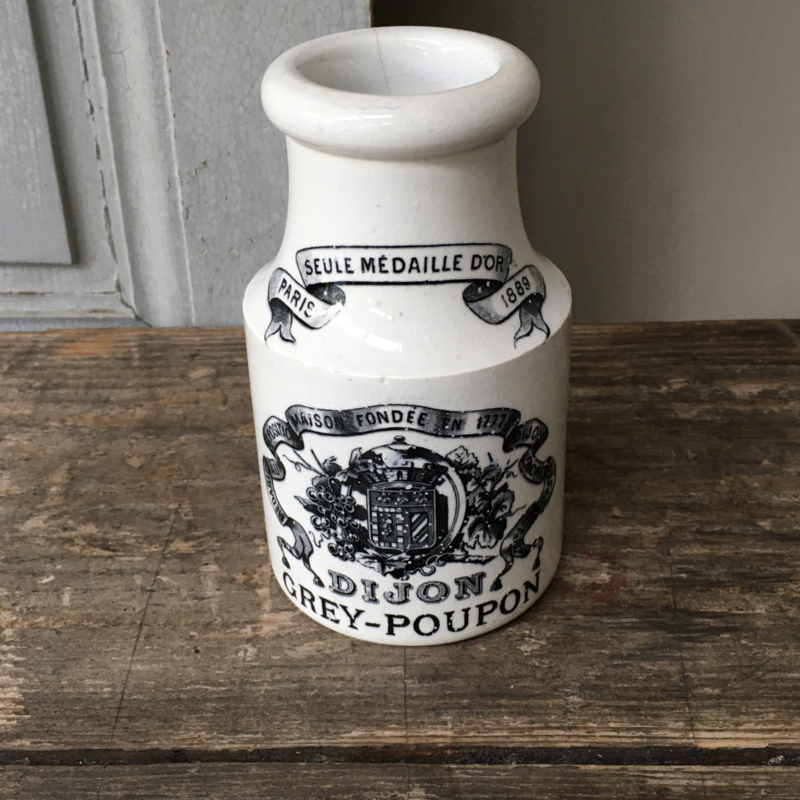 SEULE MÉDAILLE D'OR
PARIS 1889
MAISON FONDÉE EN 1777
DIJON
GREY-POUPON